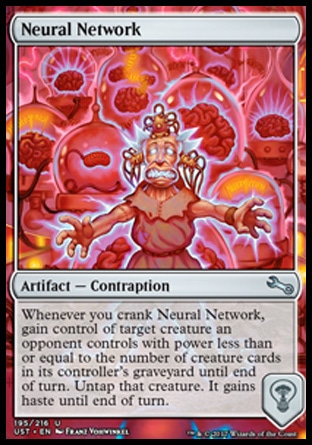 Neural Network
Artifact — Contraption
Whenever you crank Neural Network,
gain control of target creature an
opponent controls with power less than
or equal to the number of creature cards
in its controller's graveyard until end
of turn. Untap that creature. It gains
haste until end of turn.
195/216 U
UST • EN Franz Vohwinkel
™ & © 2017 Wizards of the Coast